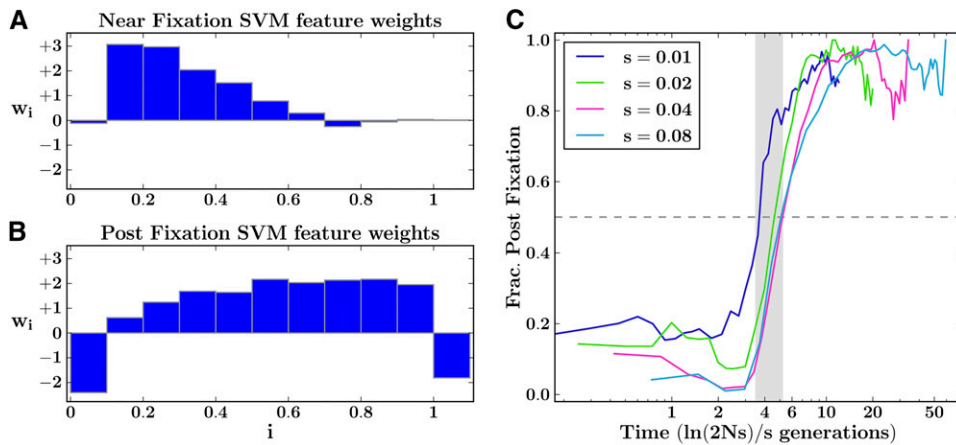 A
Near Fixation SVM feature weights
+3
+2
+1
0
−1
−2
w_i
0 0.2 0.4 0.6 0.8 1
B
Post Fixation SVM feature weights
+3
+2
+1
0
−1
−2
w_i
0 0.2 0.4 0.6 0.8 1
i
C
s = 0.01
s = 0.02
s = 0.04
s = 0.08
1.0
0.8
0.6
0.4
0.2
0.0
Frac. Post Fixation
1 2 4 6 10 20 50
Time (ln(2Ns)/s generations)